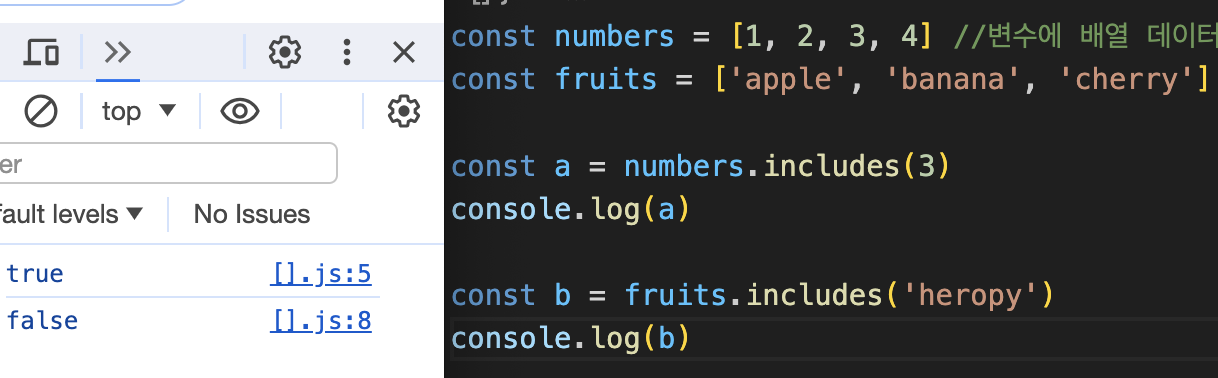 top
er
fault levels
No Issues
true [].js:5
false [].js:8
const numbers = [1, 2, 3, 4] //변수에 배열 데이터
const fruits = ['apple', 'banana', 'cherry']
const a = numbers.includes(3)
console.log(a)
const b = fruits.includes('heropy')
console.log(b)